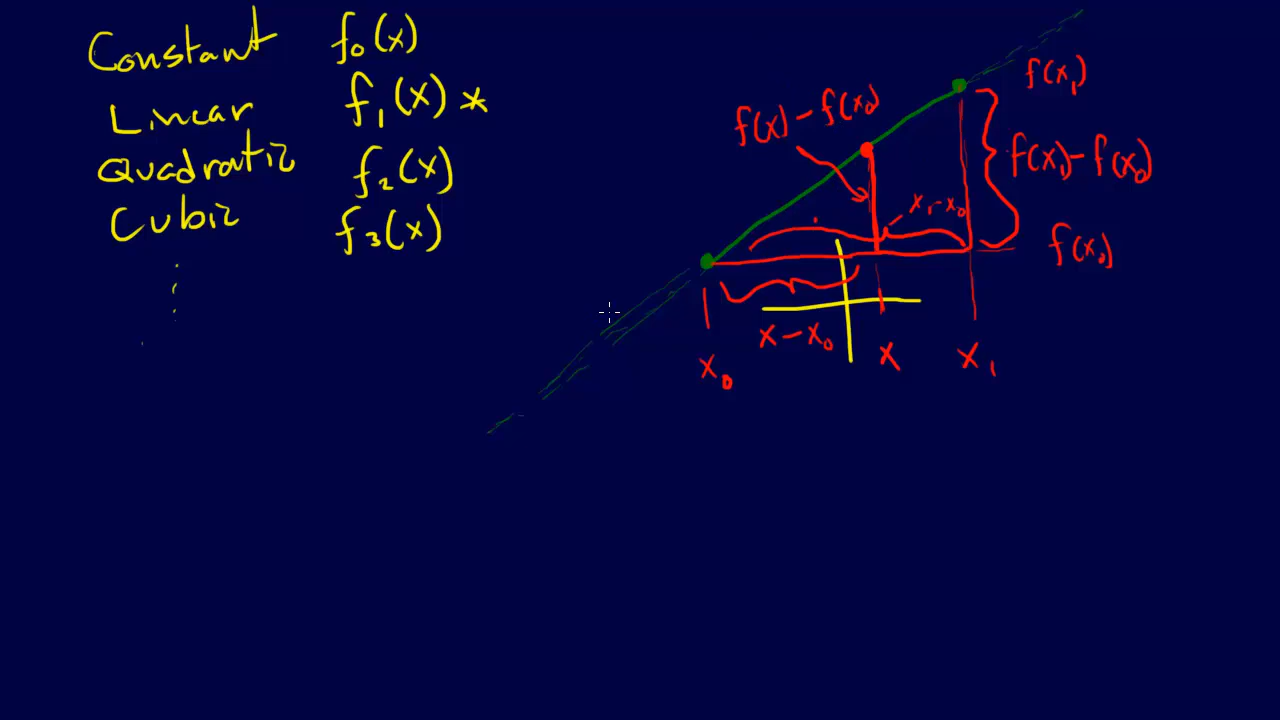 Constant f₀(x)
Linear f₁(x) *
Quadratic f₂(x)
Cubic f₃(x)
⋮
f(x₁)
f(x) - f(x₀)
f(x₁) - f(x₀)
x₁ - x₀
f(x₀)
x - x₀
x₀ x x₁